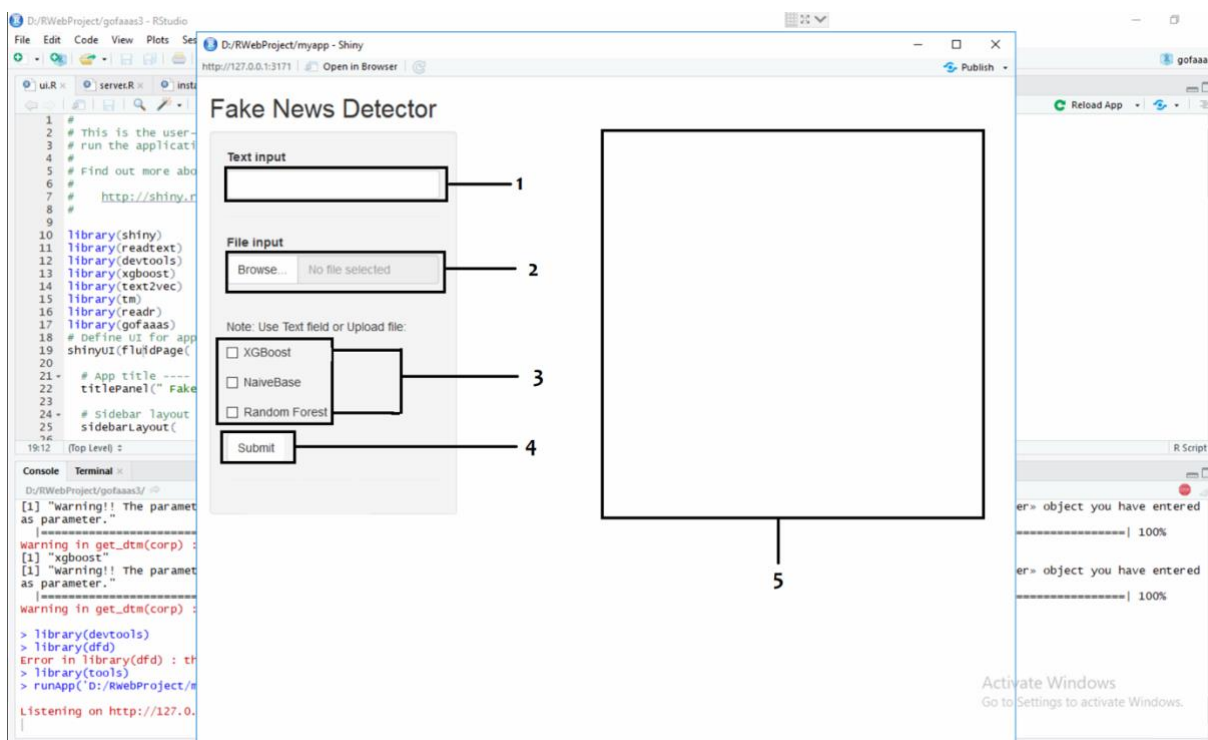 D:/RWebProject/gofaaas3 - RStudio
File Edit Code View Plots Ses
gofaaa
ui.R × server.R × insta
Reload App
1 #
2 # This is the user-
3 # run the applicati
4 #
5 # Find out more abo
6 #
7 # http://shiny.r
8 #
9
10 library(shiny)
11 library(readtext)
12 library(devtools)
13 library(xgboost)
14 library(text2vec)
15 library(tm)
16 library(readr)
17 library(gofaaas)
18 # Define UI for app
19 shinyUI(fluidPage(
20
21 # App title ----
22 titlePanel(" Fake
23
24 # Sidebar layout
25 sidebarLayout(
26
19:12 (Top Level)
R Script
D:/RWebProject/myapp - Shiny
http://127.0.0.1:3171 Open in Browser
Publish
Fake News Detector
Text input
1
File input
Browse... No file selected
2
Note: Use Text field or Upload file:
XGBoost
NaiveBase
Random Forest
3
Submit
4
5
Console Terminal ×
D:/RWebProject/gofaaas3/
[1] "Warning!! The paramet
er» object you have entered
as parameter."
|==========================
=================| 100%
Warning in get_dtm(corp) :
[1] "xgboost"
[1] "Warning!! The paramet
er» object you have entered
as parameter."
|==========================
=================| 100%
Warning in get_dtm(corp) :
> library(devtools)
> library(dfd)
Error in library(dfd) : th
> library(tools)
> runApp('D:/RWebProject/m
Listening on http://127.0.
Activate Windows
Go to Settings to activate Windows.